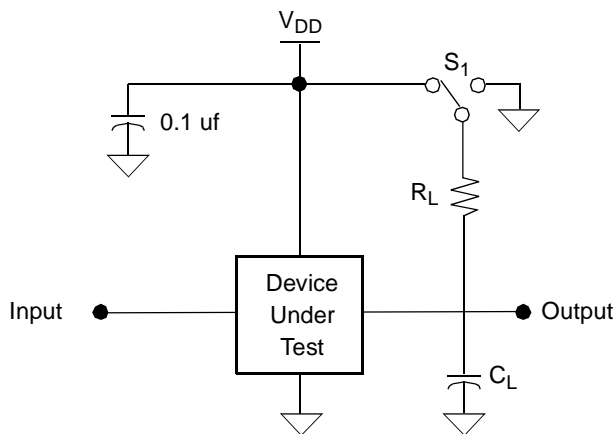 VDD
S1
0.1 uf
RL
Device
Under
Test
Input
Output
CL